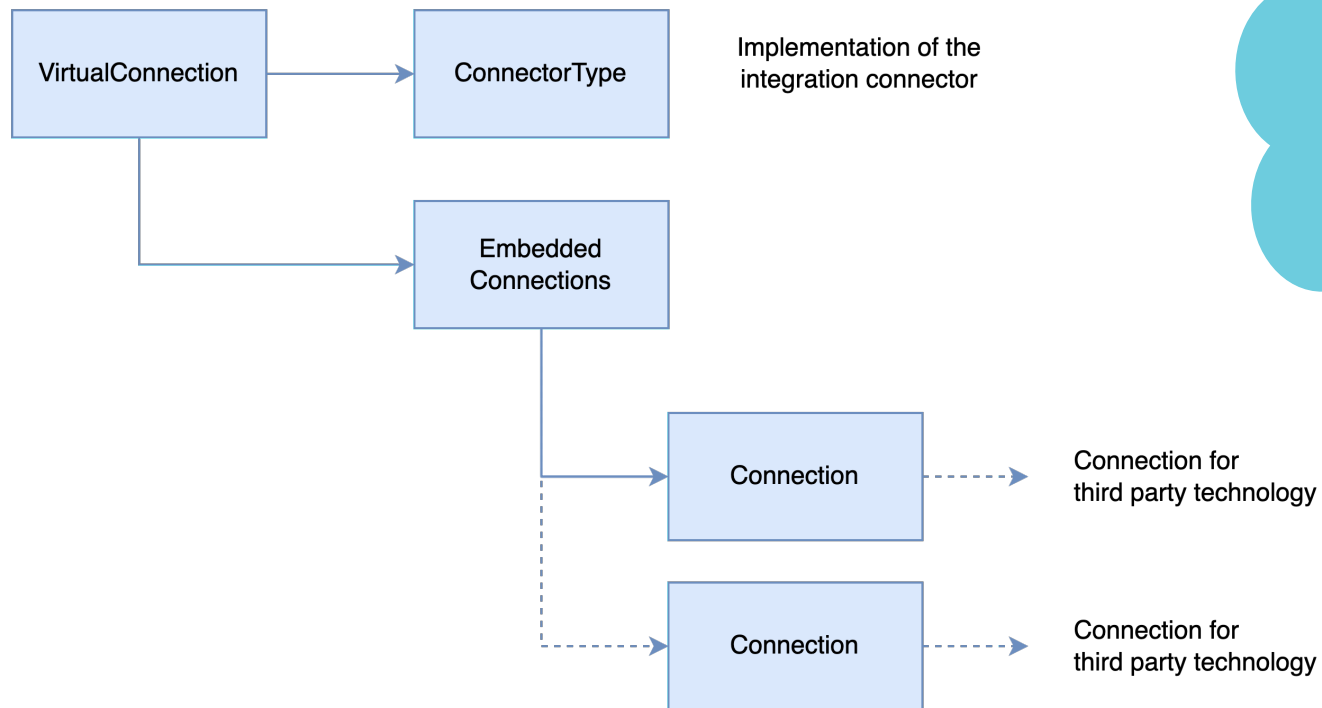 VirtualConnection
ConnectorType
Implementation of the
integration connector
Embedded
Connections
Connection
Connection for
third party technology
Connection
Connection for
third party technology